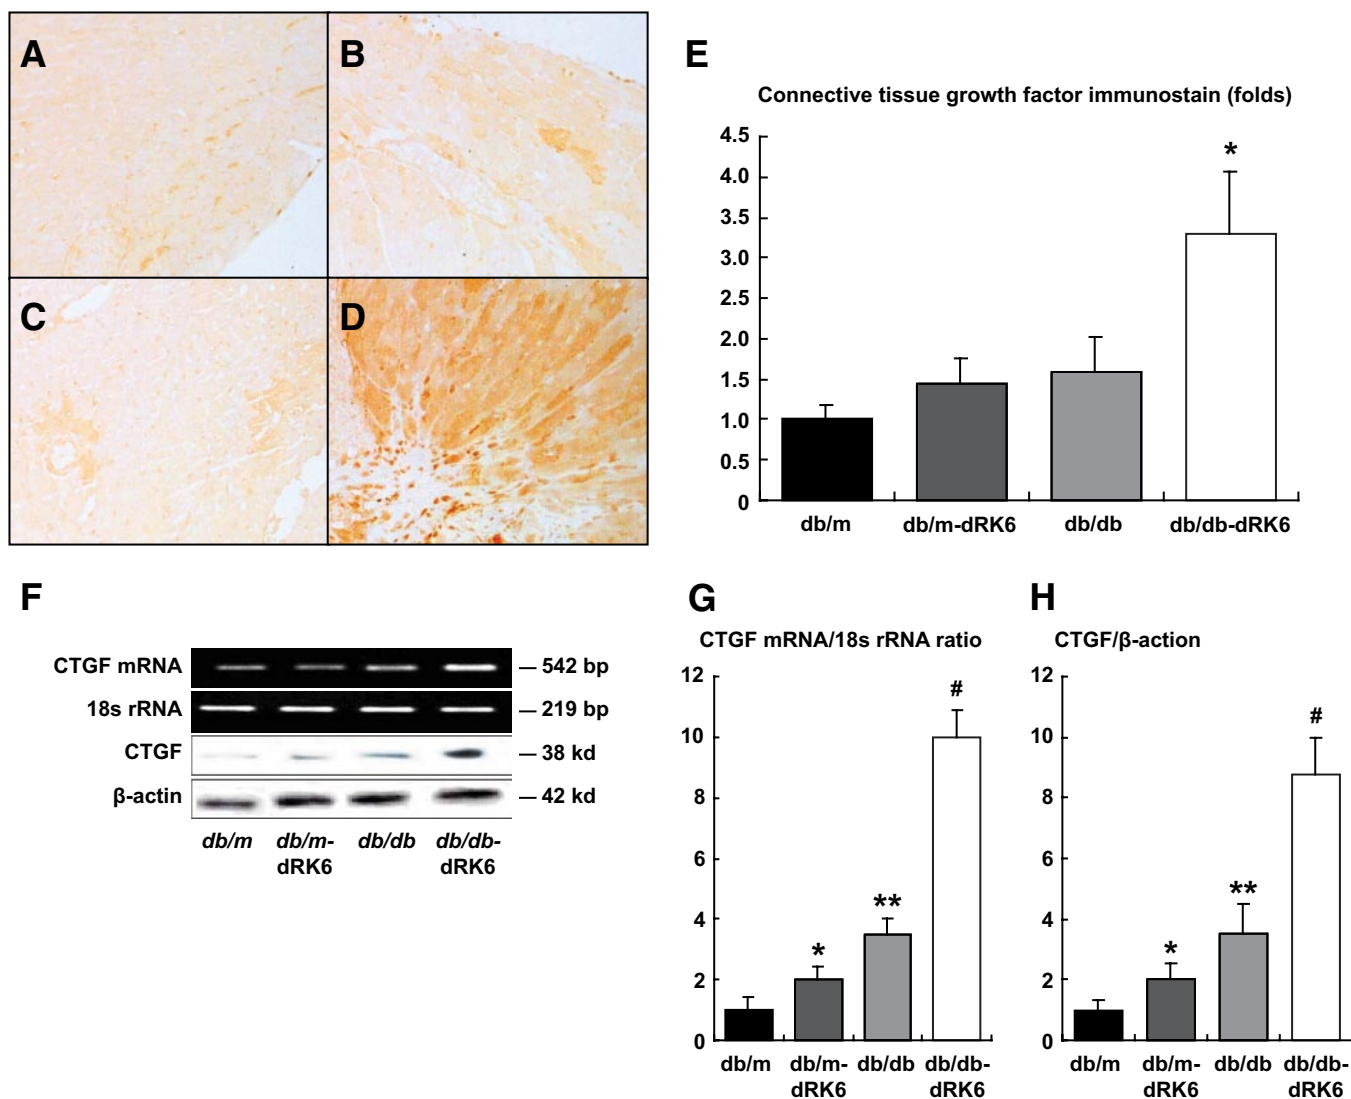 A
B
C
D
E
Connective tissue growth factor immunostain (folds)
4.5
4.0
3.5
3.0
2.5
2.0
1.5
1.0
0.5
0
*
db/m
db/m-dRK6
db/db
db/db-dRK6
F
CTGF mRNA
542 bp
18s rRNA
219 bp
CTGF
38 kd
β-actin
42 kd
db/m
db/m-
dRK6
db/db
db/db-
dRK6
G
CTGF mRNA/18s rRNA ratio
12
10
8
6
4
2
0
*
**
#
db/m
db/m-
dRK6
db/db
db/db-
dRK6
H
CTGF/β-action
12
10
8
6
4
2
0
*
**
#
db/m
db/m-
dRK6
db/db
db/db-
dRK6